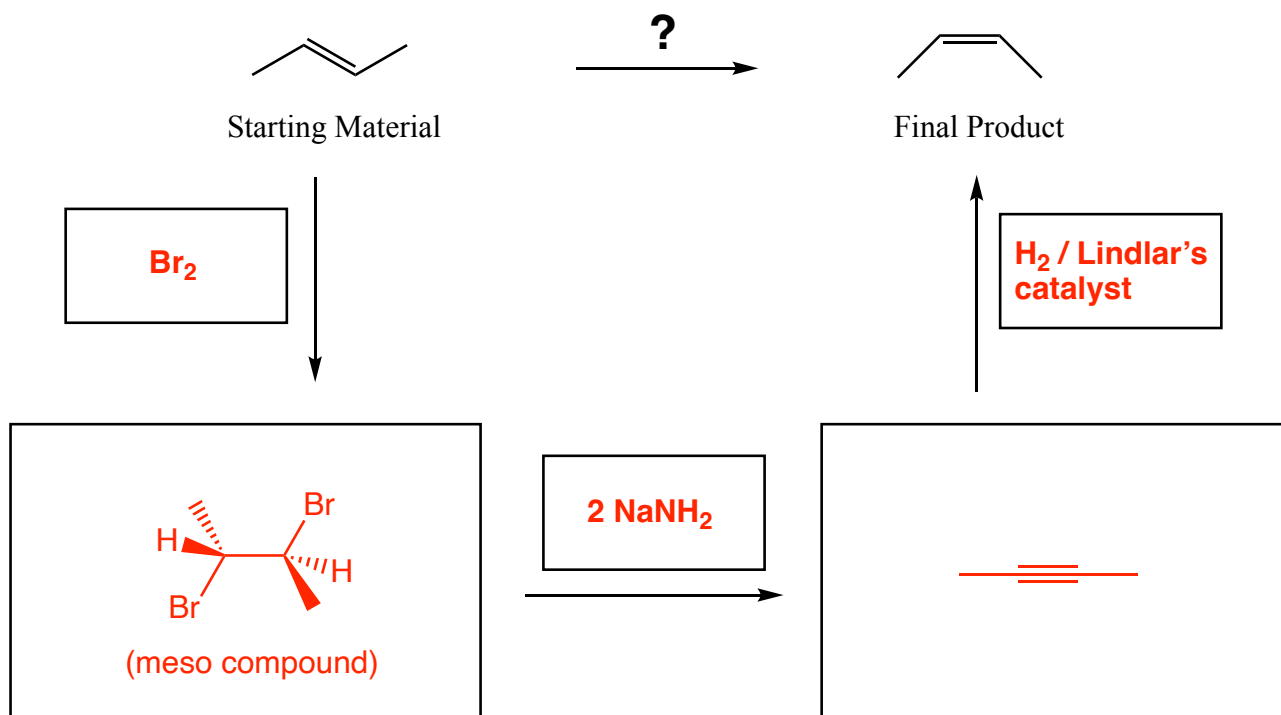 ?
Starting Material
Final Product
Br₂
H₂ / Lindlar’s
catalyst
Br
H
H
Br
(meso compound)
2 NaNH₂